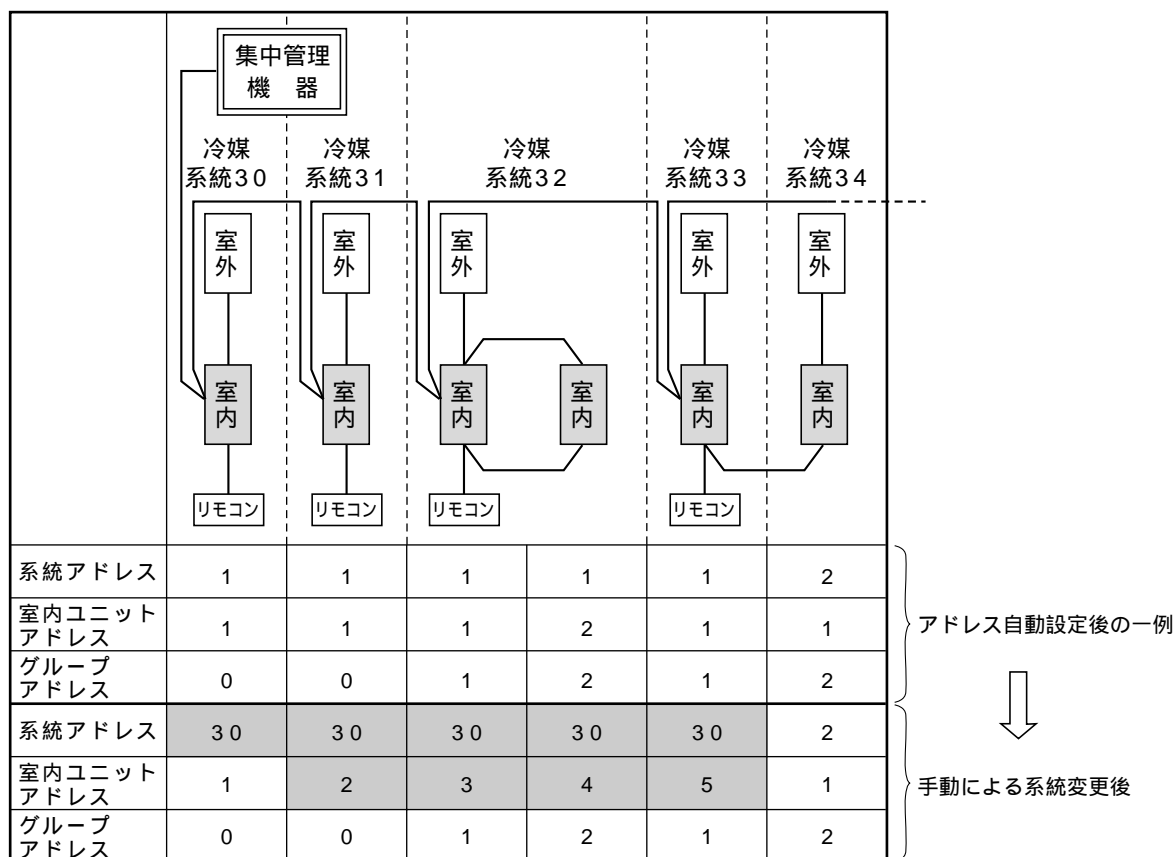 集中管理
機 器
冷媒
系統30
冷媒
系統31
冷媒
系統32
冷媒
系統33
冷媒
系統34
室外
室外
室外
室外
室外
室内
室内
室内
室内
室内
室内
リモコン
リモコン
リモコン
リモコン
系統アドレス 1 1 1 1 1 2
室内ユニット
アドレス 1 1 1 2 1 1
グループ
アドレス 0 0 1 2 1 2
アドレス自動設定後の一例
系統アドレス 30 30 30 30 30 2
室内ユニット
アドレス 1 2 3 4 5 1
グループ
アドレス 0 0 1 2 1 2
手動による系統変更後